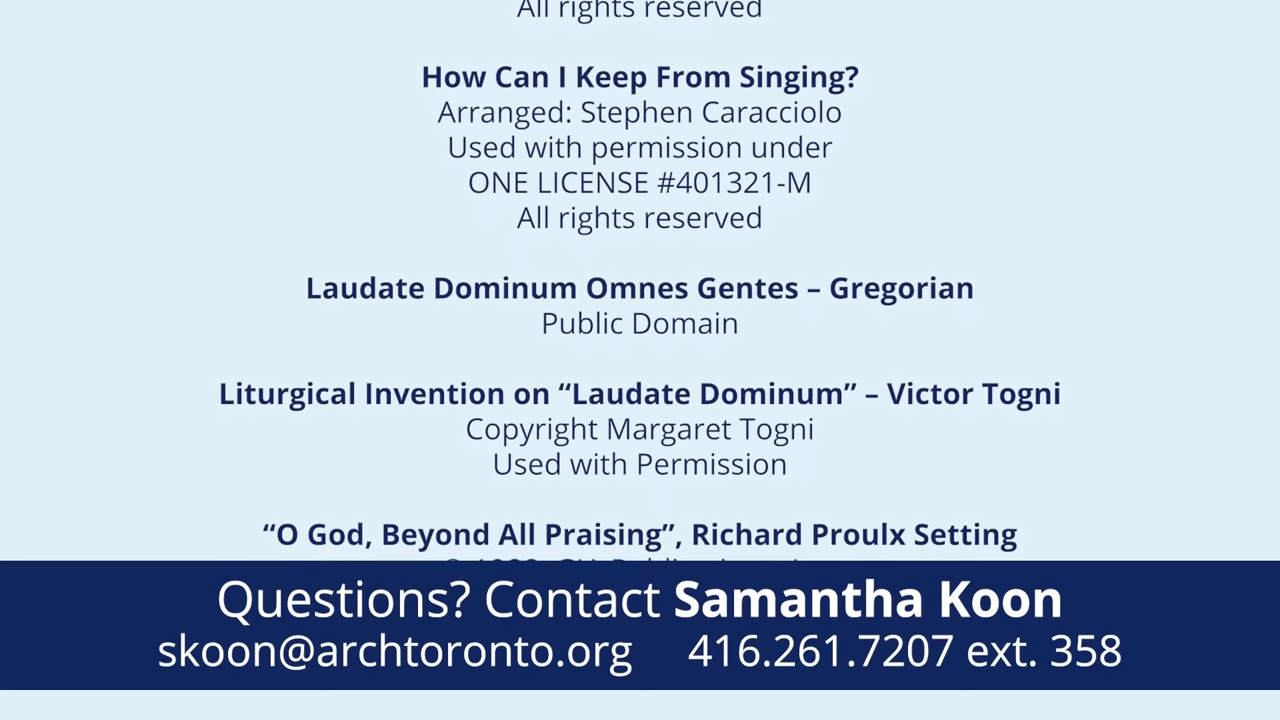 All rights reserved
How Can I Keep From Singing?
Arranged: Stephen Caracciolo
Used with permission under
ONE LICENSE #401321-M
All rights reserved
Laudate Dominum Omnes Gentes – Gregorian
Public Domain
Liturgical Invention on “Laudate Dominum” – Victor Togni
Copyright Margaret Togni
Used with Permission
“O God, Beyond All Praising”, Richard Proulx Setting
Questions? Contact Samantha Koon
skoon@archtoronto.org 416.261.7207 ext. 358